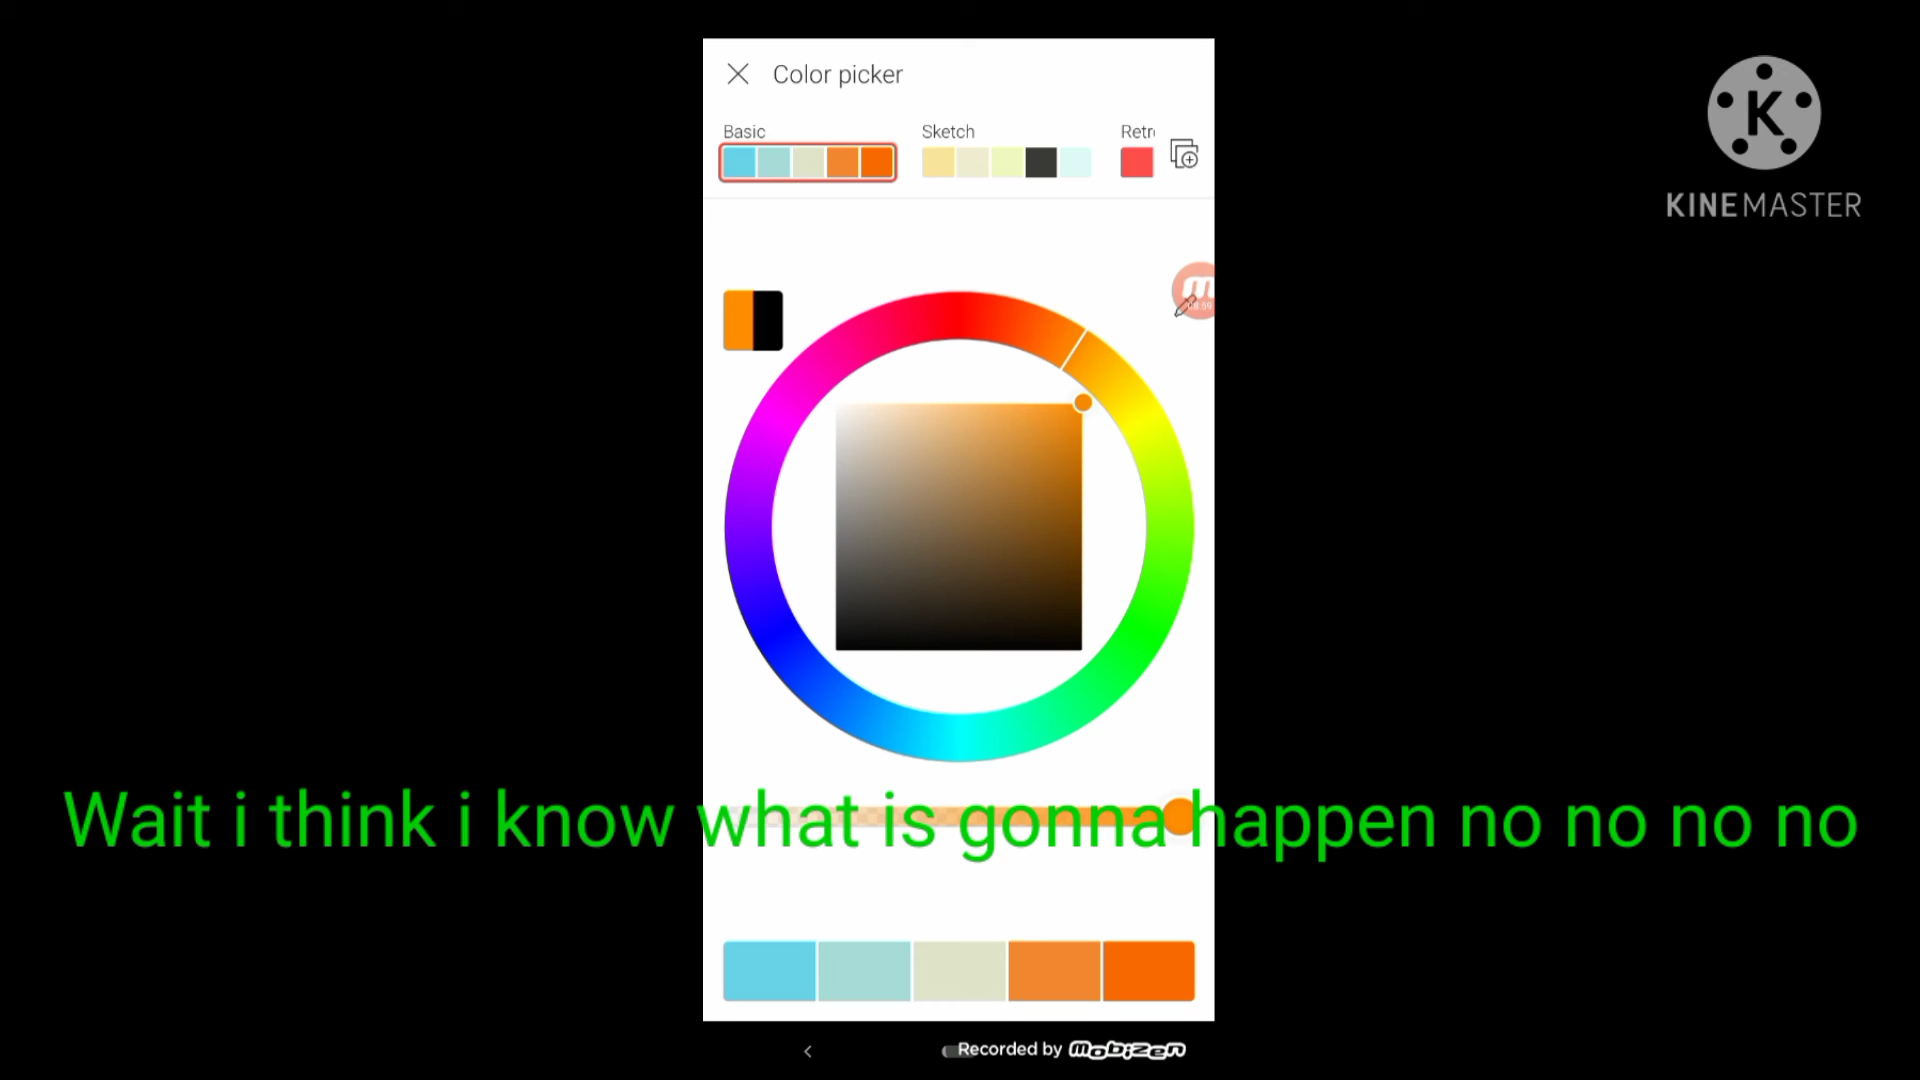 Color picker
Basic
Sketch
Retr
K
KINEMASTER
Wait i think i know what is gonna happen no no no no
Recorded by Mobizen